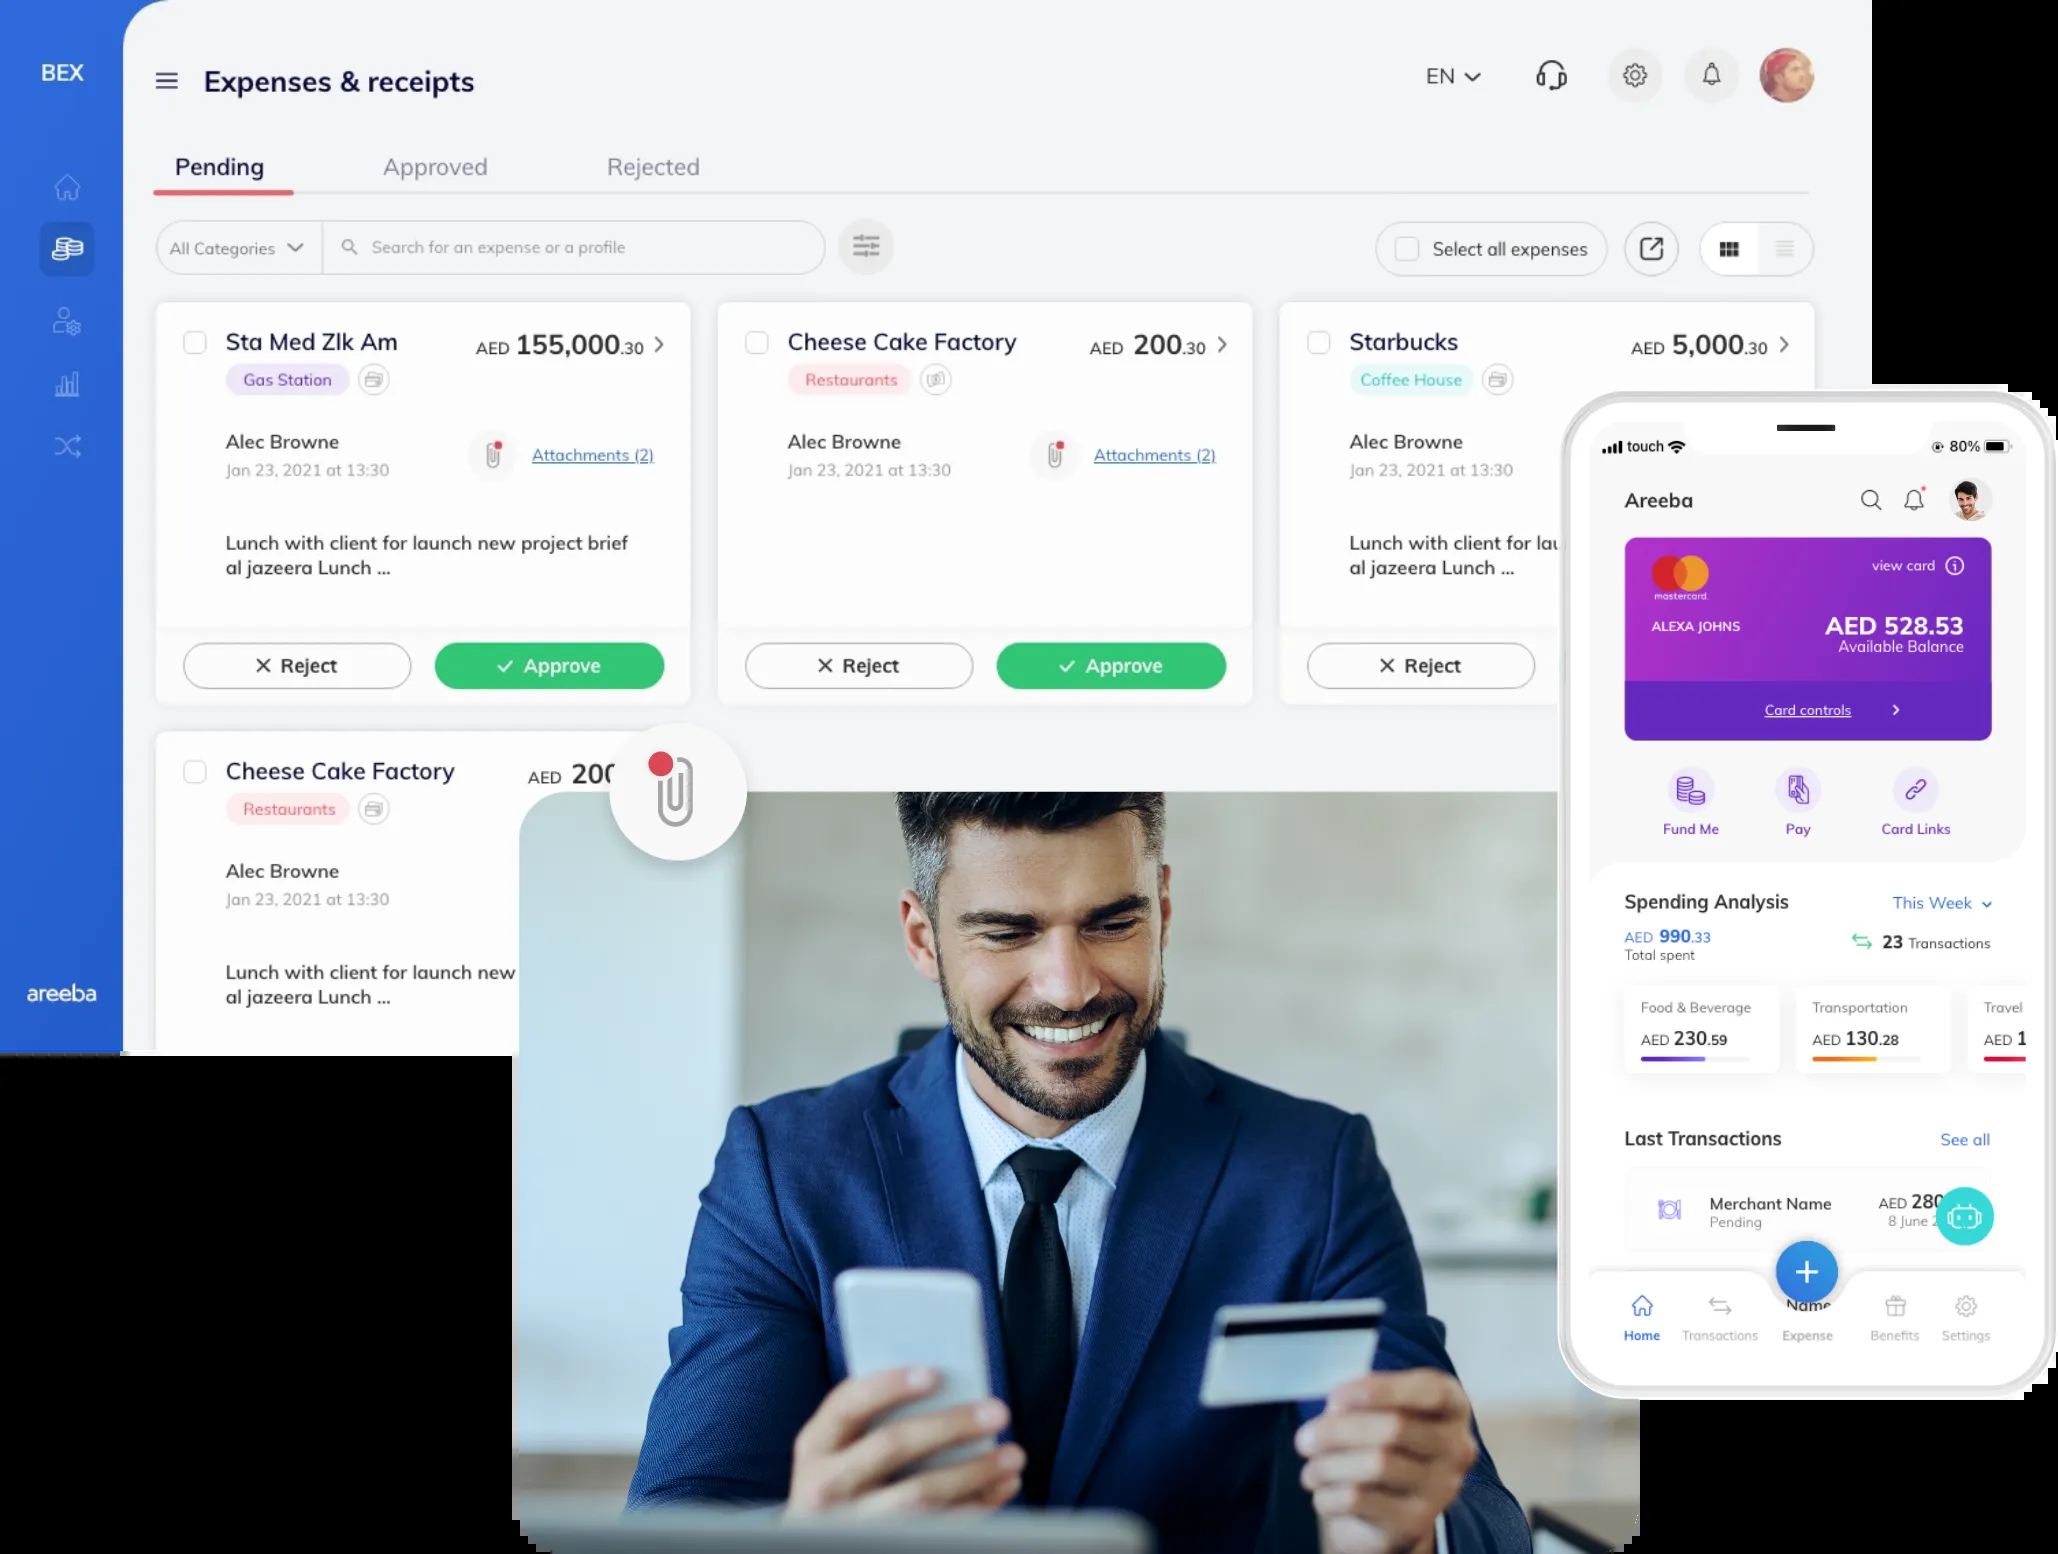 BEX
Expenses & receipts
EN
Pending
Approved
Rejected
All Categories
Search for an expense or a profile
Select all expenses
Sta Med Zlk Am
AED 155,000.30
Gas Station
Alec Browne
Jan 23, 2021 at 13:30
Attachments (2)
Lunch with client for launch new project brief
al jazeera Lunch ...
Reject
Approve
Cheese Cake Factory
AED 200.30
Restaurants
Alec Browne
Jan 23, 2021 at 13:30
Attachments (2)
Reject
Approve
Starbucks
AED 5,000.30
Coffee House
Alec Browne
Jan 23, 2021 at 13:30
Lunch with client for lau
al jazeera Lunch ...
Reject
Cheese Cake Factory
AED 200
Restaurants
Alec Browne
Jan 23, 2021 at 13:30
Lunch with client for launch new
al jazeera Lunch ...
areeba
touch
80%
Areeba
mastercard.
view card
ALEXA JOHNS
AED 528.53
Available Balance
Card controls
Fund Me
Pay
Card Links
Spending Analysis
This Week
AED 990.33
Total spent
23 Transactions
Food & Beverage
AED 230.59
Transportation
AED 130.28
Travel
AED 1
Last Transactions
See all
Merchant Name
AED 280
Pending
8 June
Name
Home
Transactions
Expense
Benefits
Settings